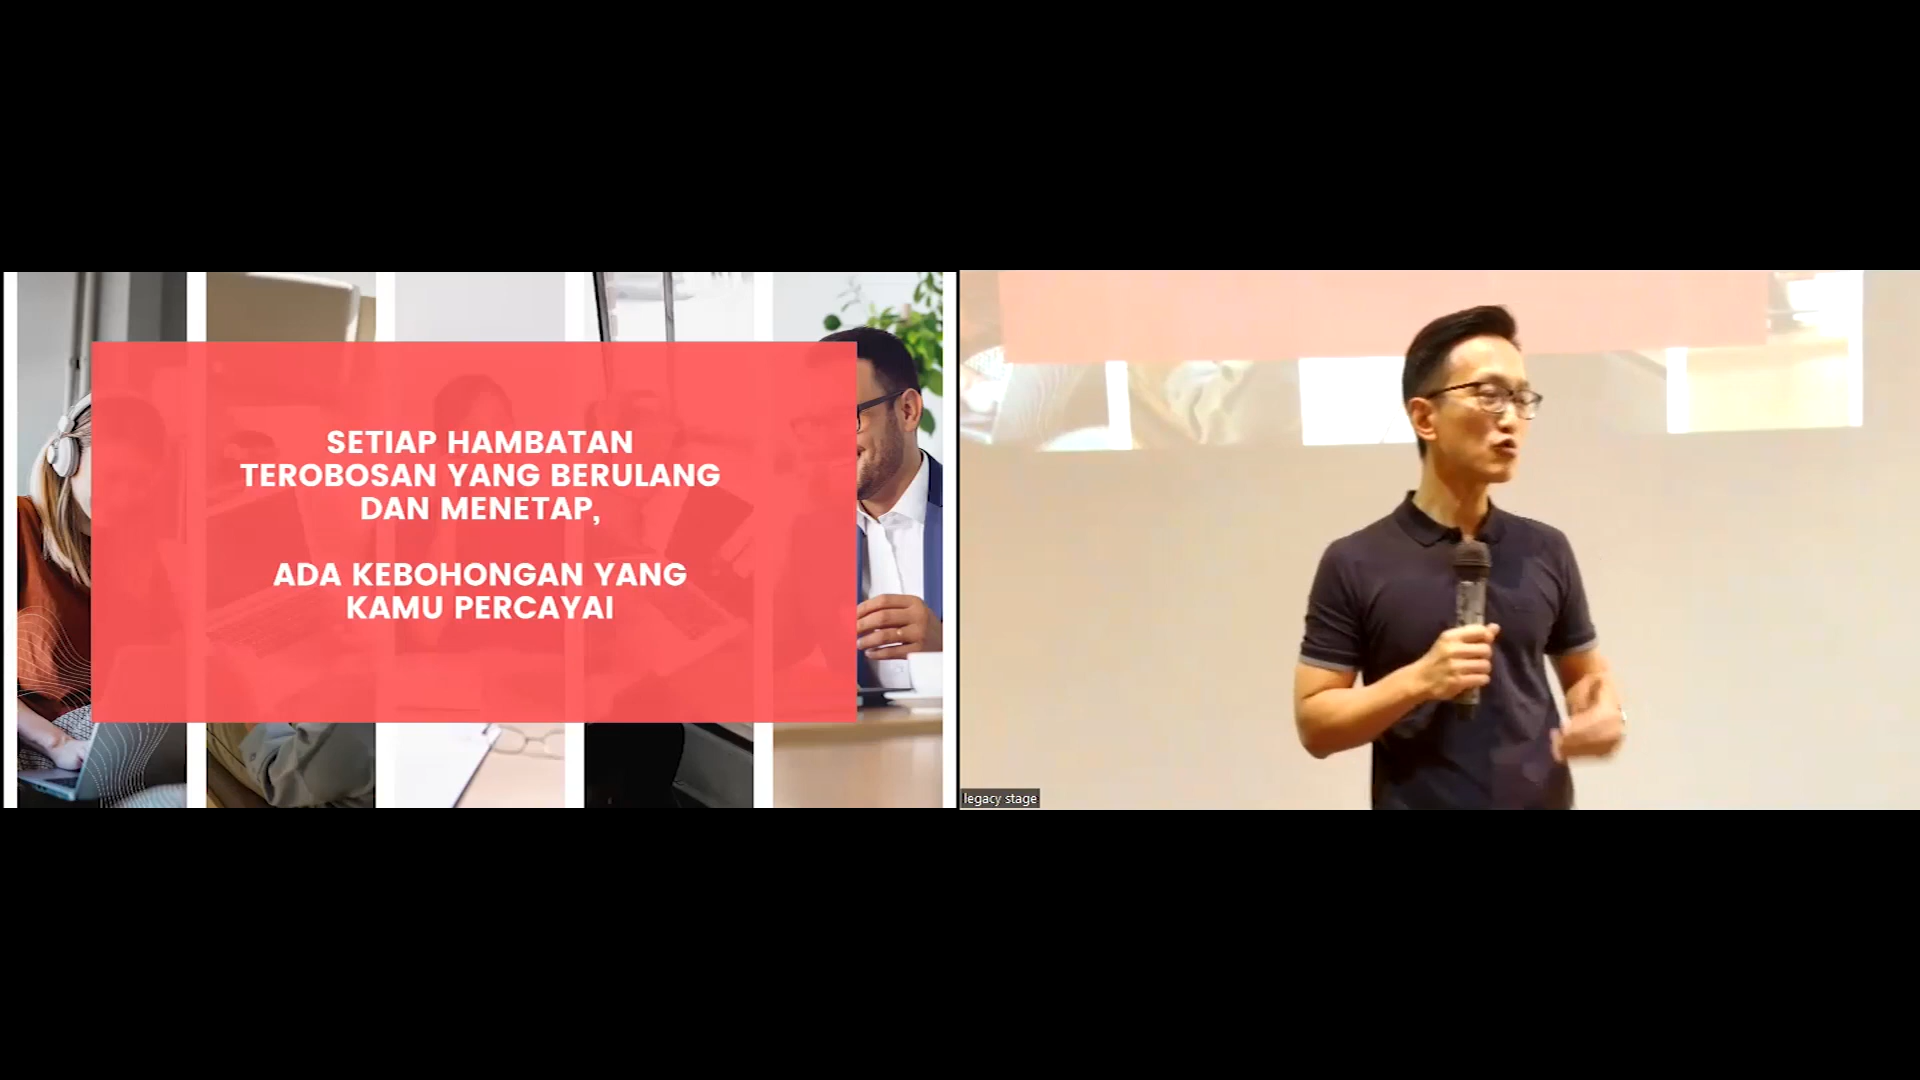 SETIAP HAMBATAN
TEROBOSAN YANG BERULANG
DAN MENETAP,
ADA KEBOHONGAN YANG
KAMU PERCAYAI
legacy stage